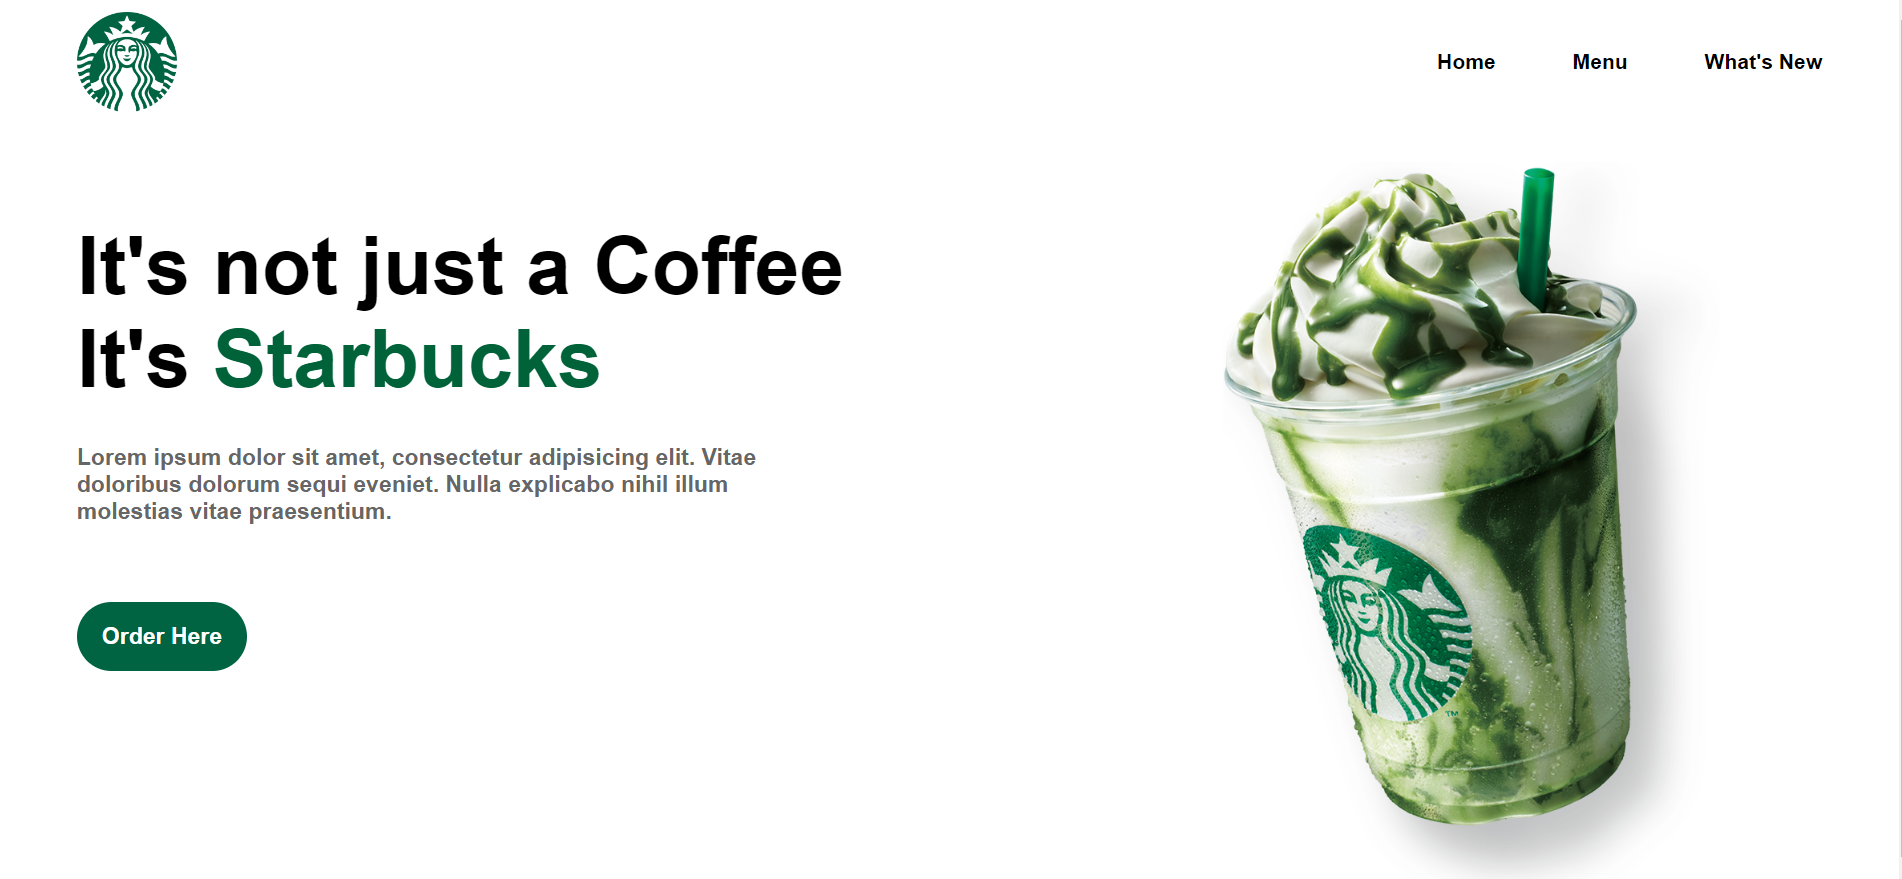 Home Menu What's New
It's not just a Coffee
It's Starbucks
Lorem ipsum dolor sit amet, consectetur adipisicing elit. Vitae
doloribus dolorum sequi eveniet. Nulla explicabo nihil illum
molestias vitae praesentium.
Order Here
TM